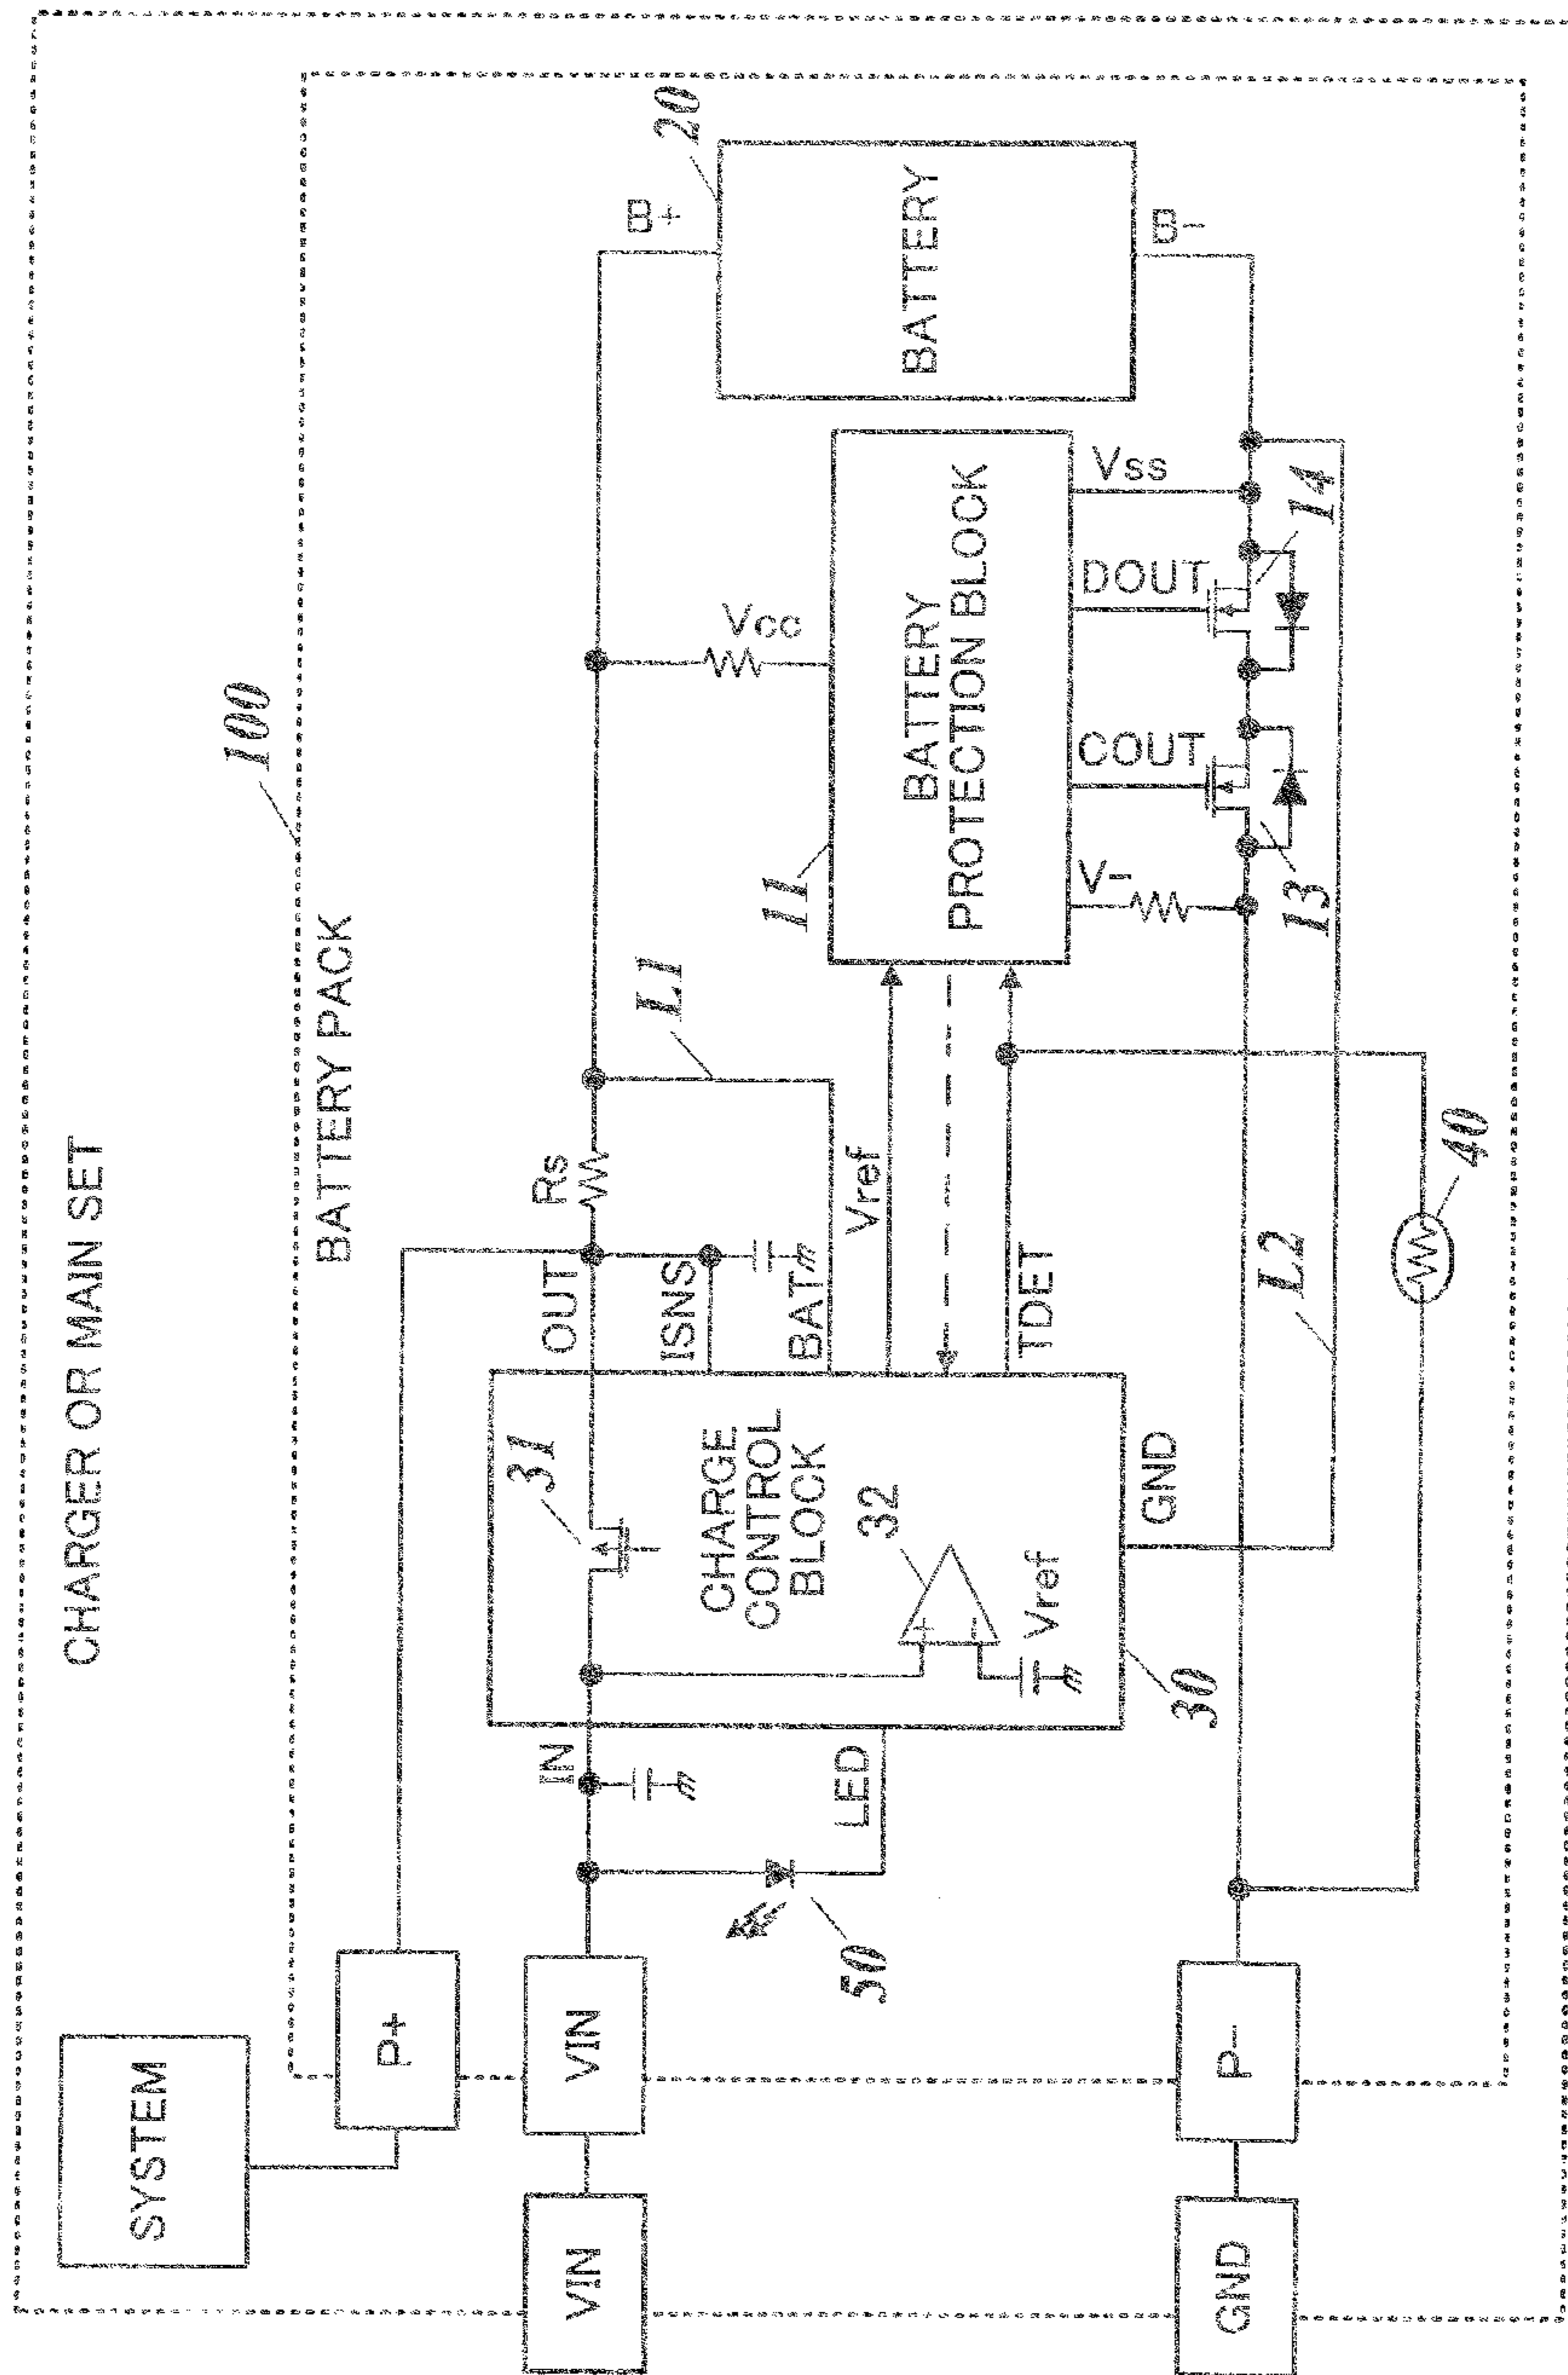 CHARGER OR MAIN SET
SYSTEM
100
BATTERY PACK
P+
VIN
VIN
IN
LED
50
31
CHARGE
CONTROL
BLOCK
32
Vref
30
GND
OUT
ISNS
BAT
Rs
L1
Vref
TDET
L2
40
11
BATTERY
PROTECTION BLOCK
Vcc
V-
COUT
DOUT
Vss
13
14
B+
20
BATTERY
B-
P-
GND